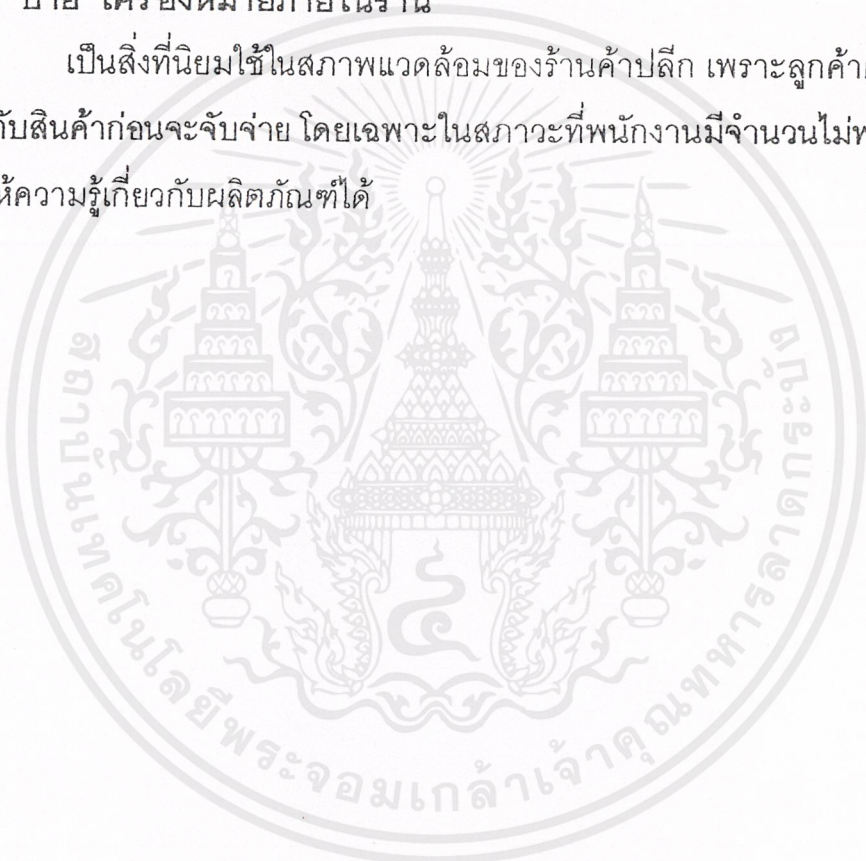 ป้าย เครื่องหมายภายในร้าน
เป็นสิ่งที่นิยมใช้ในสภาพแวดล้อมของร้านค้าปลีก เพราะลูกค้า
กับสินค้าก่อนจะจับจ่าย โดยเฉพาะในสภาวะที่พนักงานมีจำนวนไม่
ให้ความรู้เกี่ยวกับผลิตภัณฑ์ได้
สถาบันเทคโนโลยีพระจอมเกล้าเจ้าคุณทหารลาดกระบัง
๔